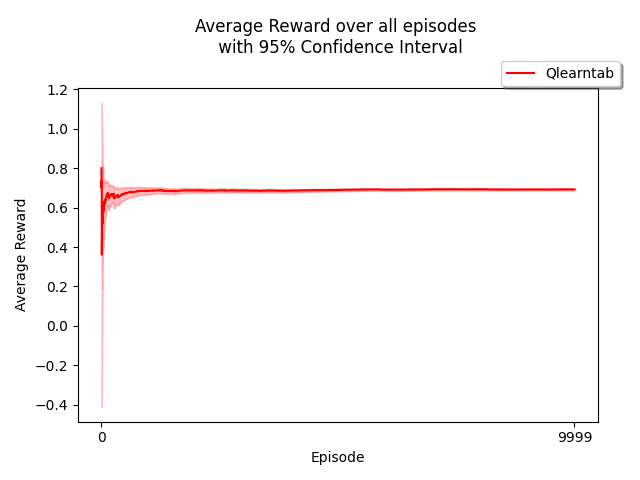 Average Reward over all episodes
with 95% Confidence Interval
Qlearntab
1.2
1.0
0.8
0.6
0.4
0.2
0.0
−0.2
−0.4
Average Reward
0
9999
Episode